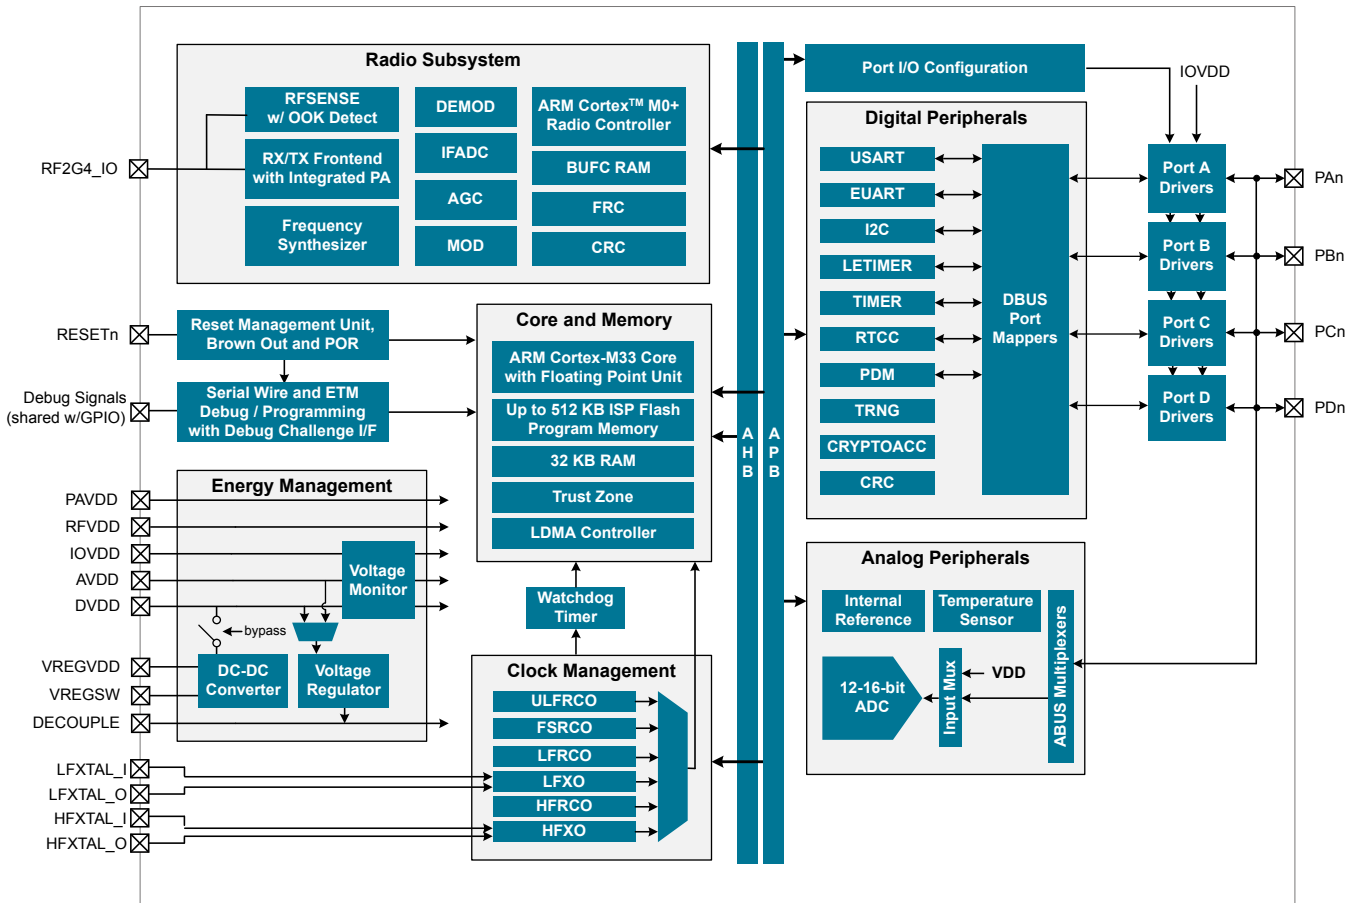 Radio Subsystem
RFSENSE
w/ OOK Detect
RX/TX Frontend
with Integrated PA
Frequency
Synthesizer
DEMOD
IFADC
AGC
MOD
ARM Cortex™ M0+
Radio Controller
BUFC RAM
FRC
CRC
RF2G4_IO
RESETn
Reset Management Unit,
Brown Out and POR
Debug Signals
(shared w/GPIO)
Serial Wire and ETM
Debug / Programming
with Debug Challenge I/F
Core and Memory
ARM Cortex-M33 Core
with Floating Point Unit
Up to 512 KB ISP Flash
Program Memory
32 KB RAM
Trust Zone
LDMA Controller
Energy Management
PAVDD
RFVDD
IOVDD
AVDD
DVDD
VREGVDD
VREGSW
DECOUPLE
Voltage
Monitor
bypass
DC-DC
Converter
Voltage
Regulator
Watchdog
Timer
Clock Management
ULFRCO
FSRCO
LFRCO
LFXO
HFRCO
HFXO
LFXTAL_I
LFXTAL_O
HFXTAL_I
HFXTAL_O
AHB
APB
Port I/O Configuration
IOVDD
Digital Peripherals
USART
EUART
I2C
LETIMER
TIMER
RTCC
PDM
TRNG
CRYPTOACC
CRC
DBUS
Port
Mappers
Port A
Drivers
Port B
Drivers
Port C
Drivers
Port D
Drivers
PAn
PBn
PCn
PDn
Analog Peripherals
Internal
Reference
Temperature
Sensor
12-16-bit
ADC
Input Mux
VDD
ABUS Multiplexers